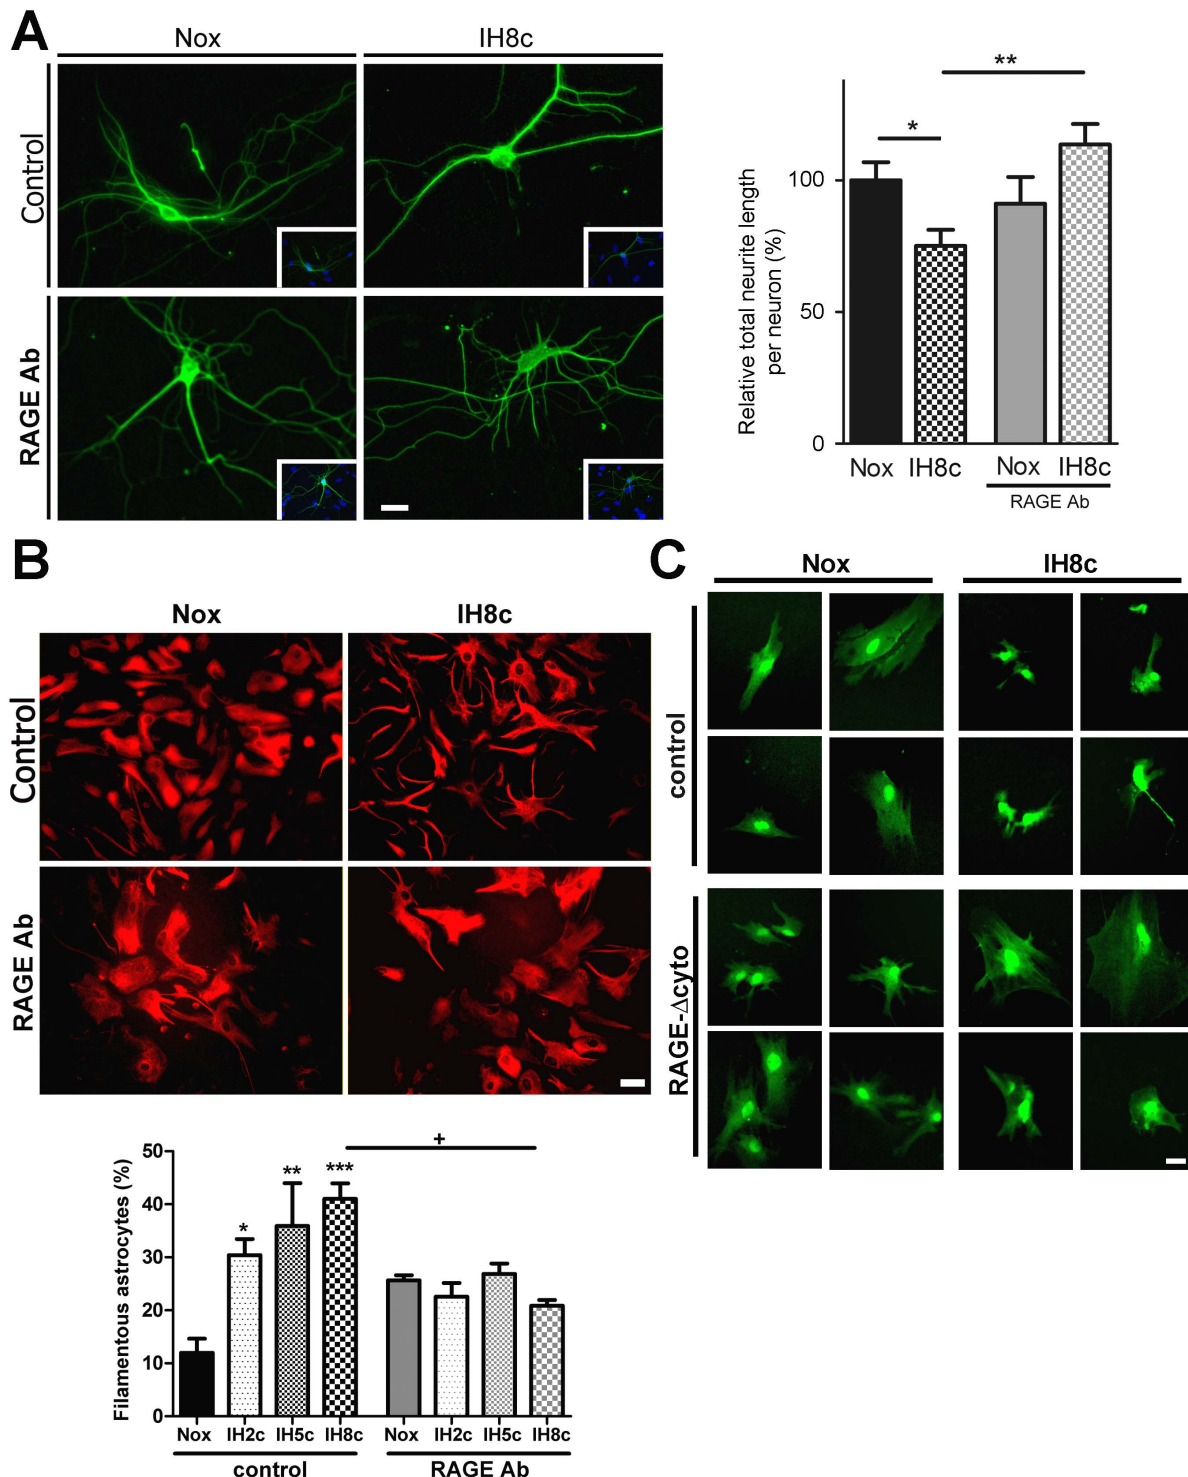 A
Nox
IH8c
Control
RAGE Ab
**
*
Relative total neurite length
per neuron (%)
100
50
0
Nox
IH8c
Nox
IH8c
RAGE Ab
B
Nox
IH8c
Control
RAGE Ab
+
Filamentous astrocytes (%)
50
40
30
20
10
0
*
**
***
Nox
IH2c
IH5c
IH8c
Nox
IH2c
IH5c
IH8c
control
RAGE Ab
C
Nox
IH8c
control
RAGE-Δcyto